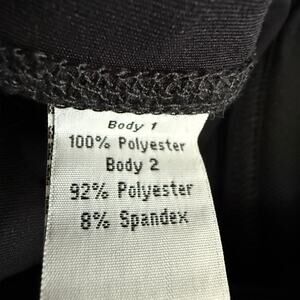 Body 1
100% Polyester
Body 2
92% Polyester
8% Spandex